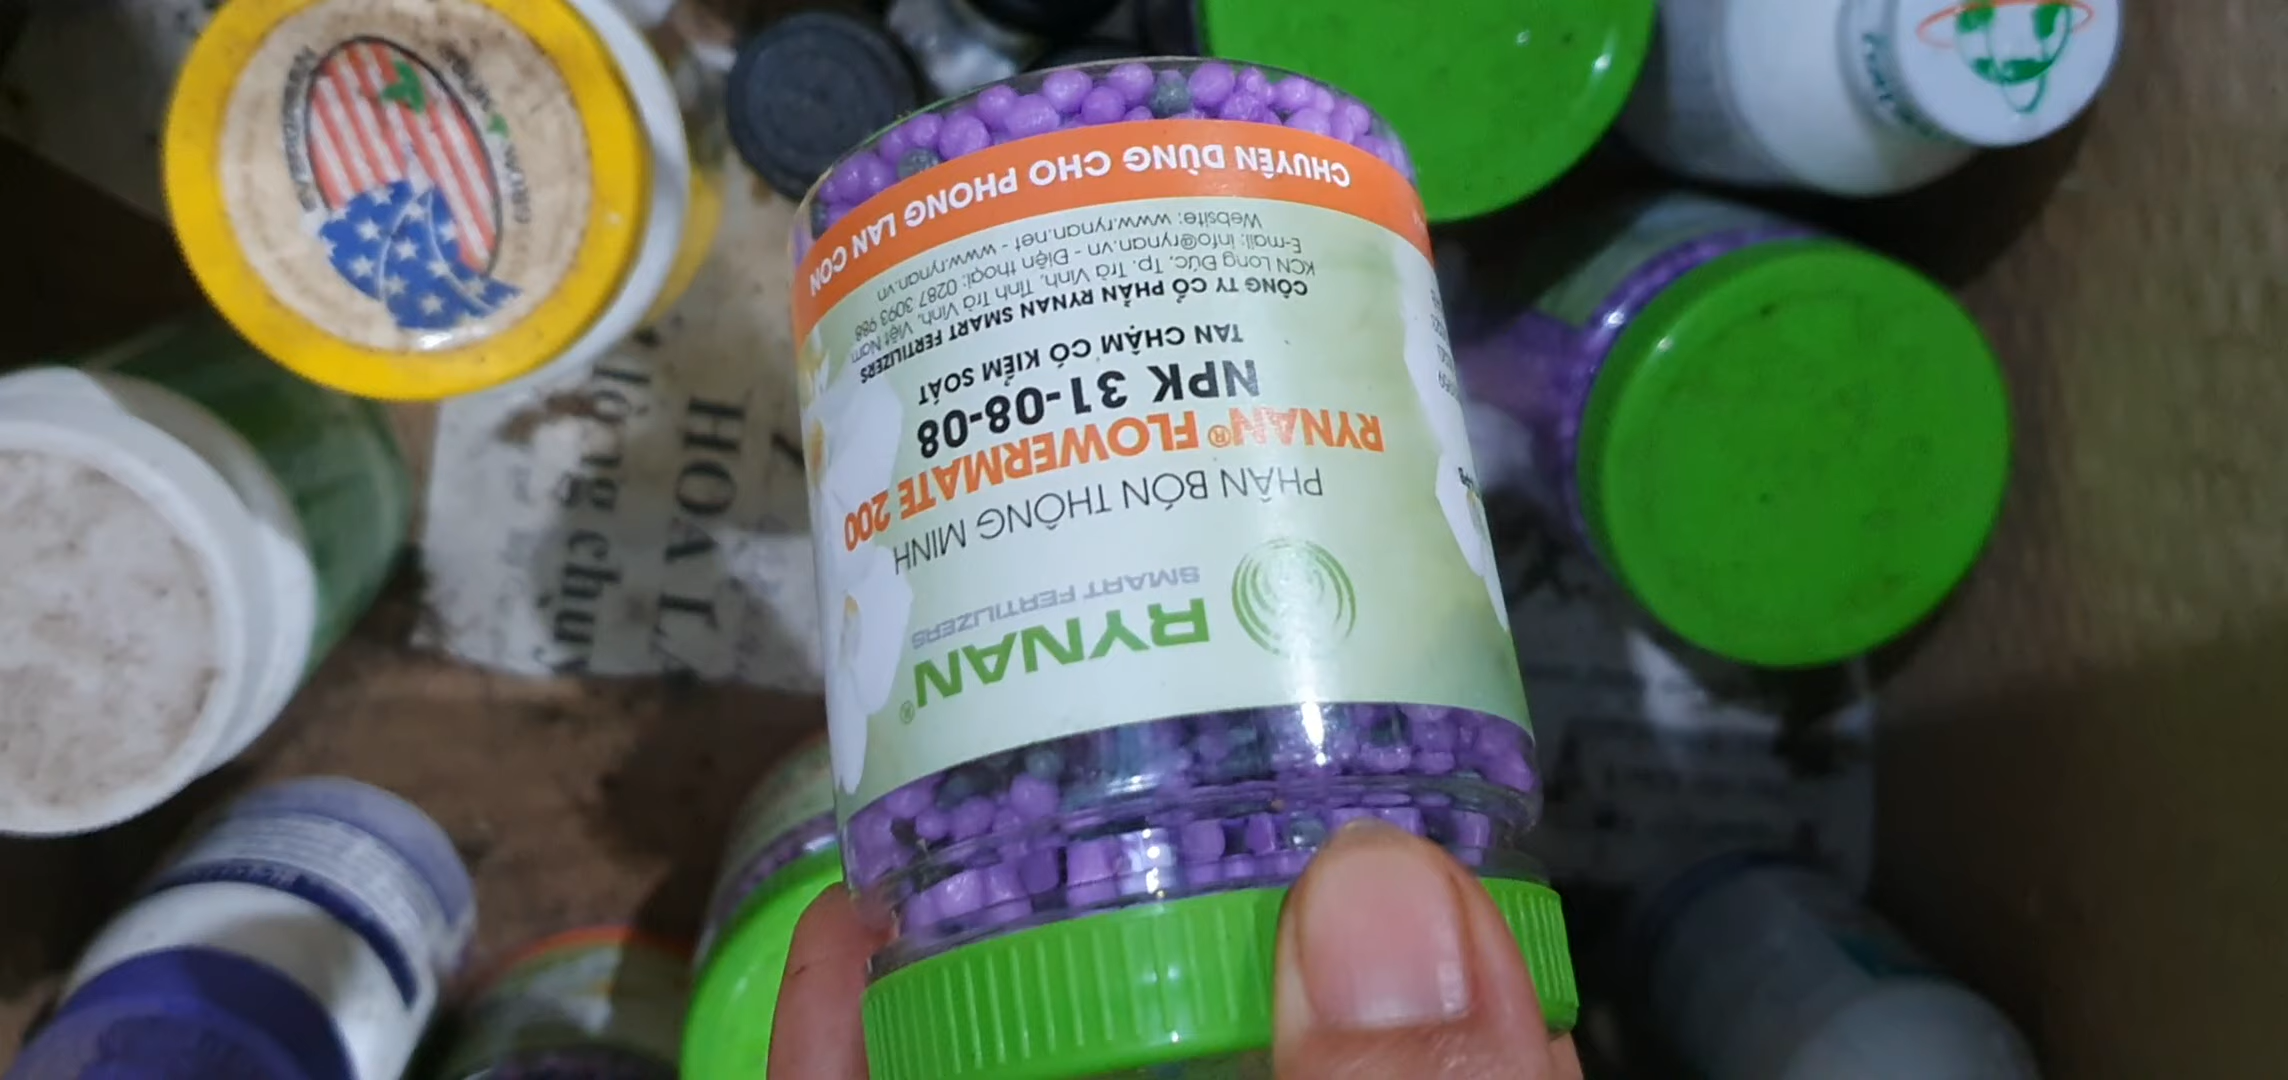 RYNAN®
SMART FERTILIZERS
PHÂN BÓN THÔNG MINH
RYNAN® FLOWERMATE 200
NPK 31-08-08
TAN CHẬM CÓ KIỂM SOÁT
CÔNG TY CỔ PHẦN RYNAN SMART FERTILIZERS
KCN Long Đức, Tp. Trà Vinh, Tỉnh Trà Vinh, Việt Nam
E-mail: info@rynan.vn - Điện thoại: 0287 3093 988
Website: www.rynan.net - www.rynan.vn
CHUYÊN DÙNG CHO PHONG LAN CON
HOA LA